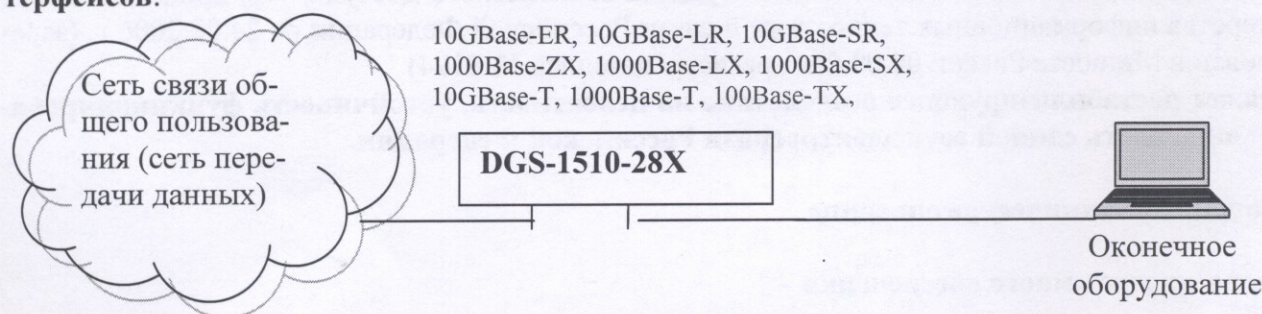 терфейсов.
Сеть связи об-
щего пользова-
ния (сеть пере-
дачи данных)
10GBase-ER, 10GBase-LR, 10GBase-SR,
1000Base-ZX, 1000Base-LX, 1000Base-SX,
10GBase-T, 1000Base-T, 100Base-TX,
DGS-1510-28X
Оконечное
оборудование